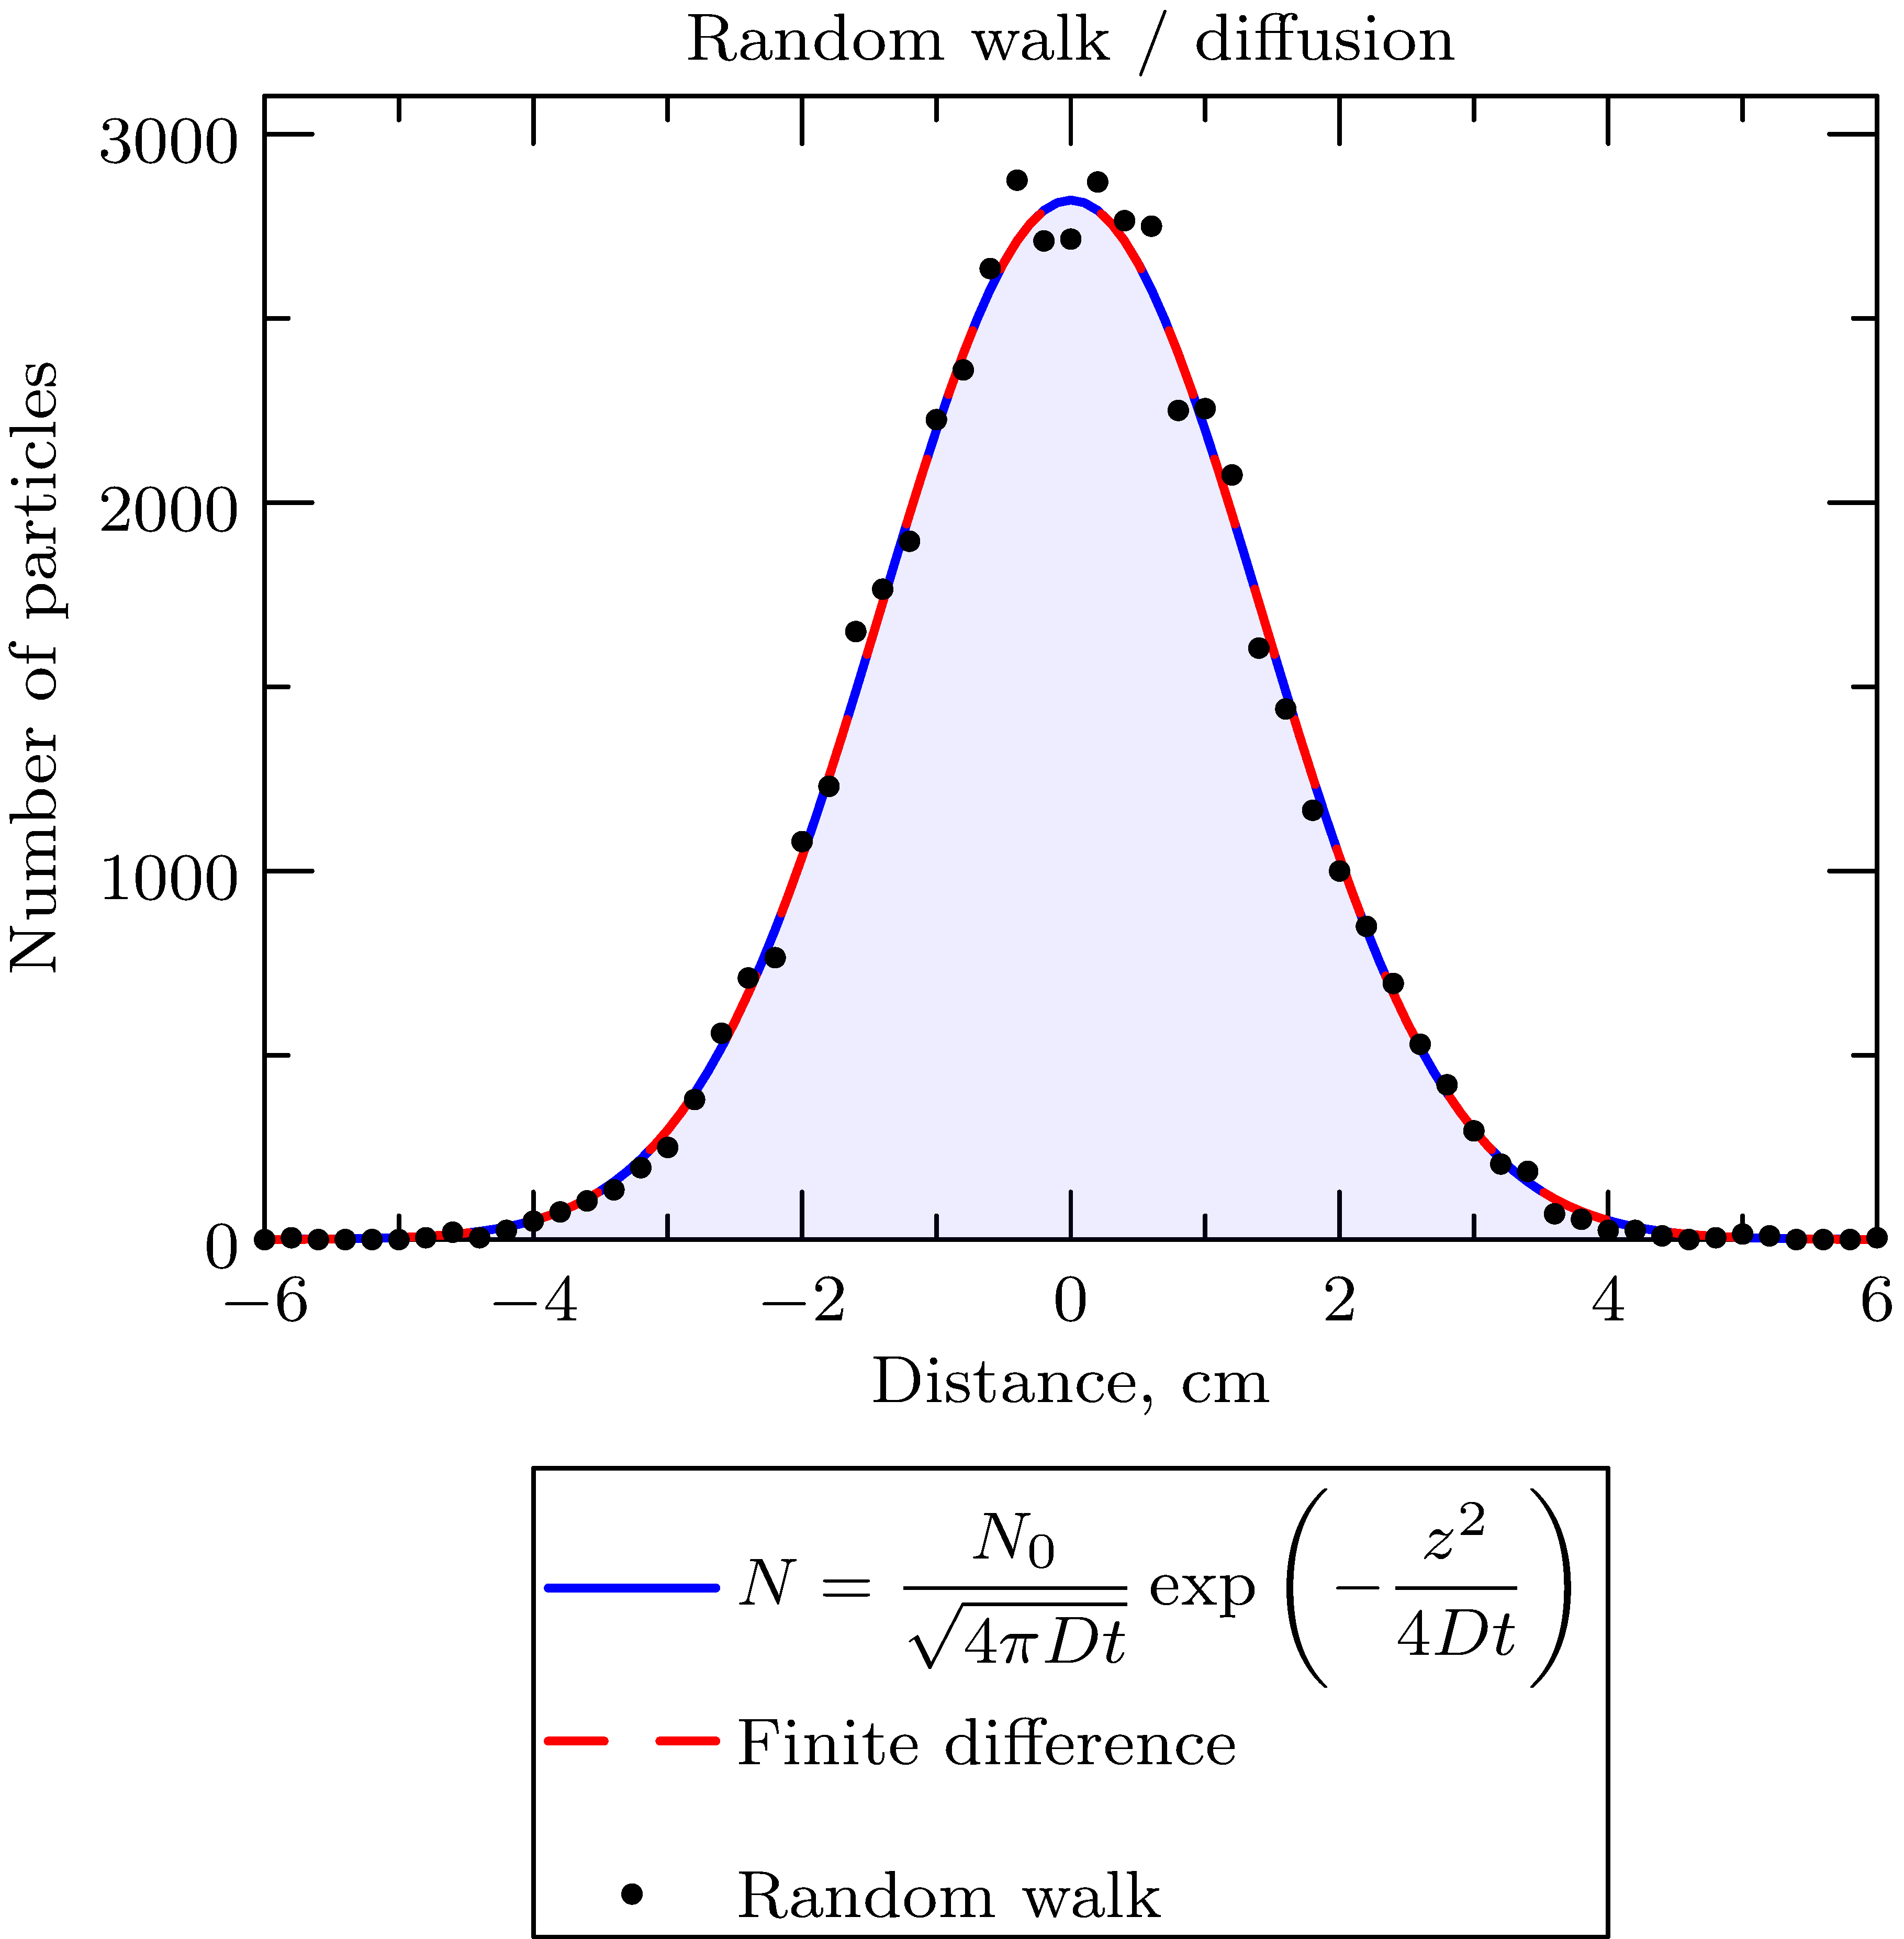 Random walk / diffusion
3000
2000
1000
0
Number of particles
−6 −4 −2 0 2 4 6
Distance, cm
N = N₀ / √(4πDt) exp (−z² / 4Dt)
Finite difference
Random walk